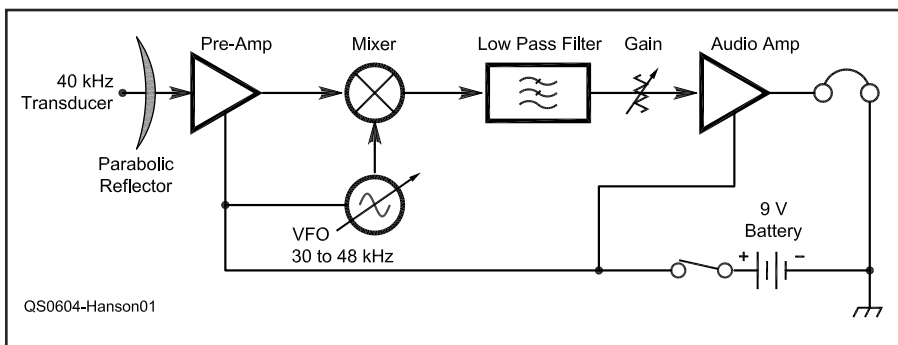 Pre-Amp
Mixer
Low Pass Filter
Gain
Audio Amp
40 kHz
Transducer
Parabolic
Reflector
VFO
30 to 48 kHz
9 V
Battery
+
–
QS0604-Hanson01